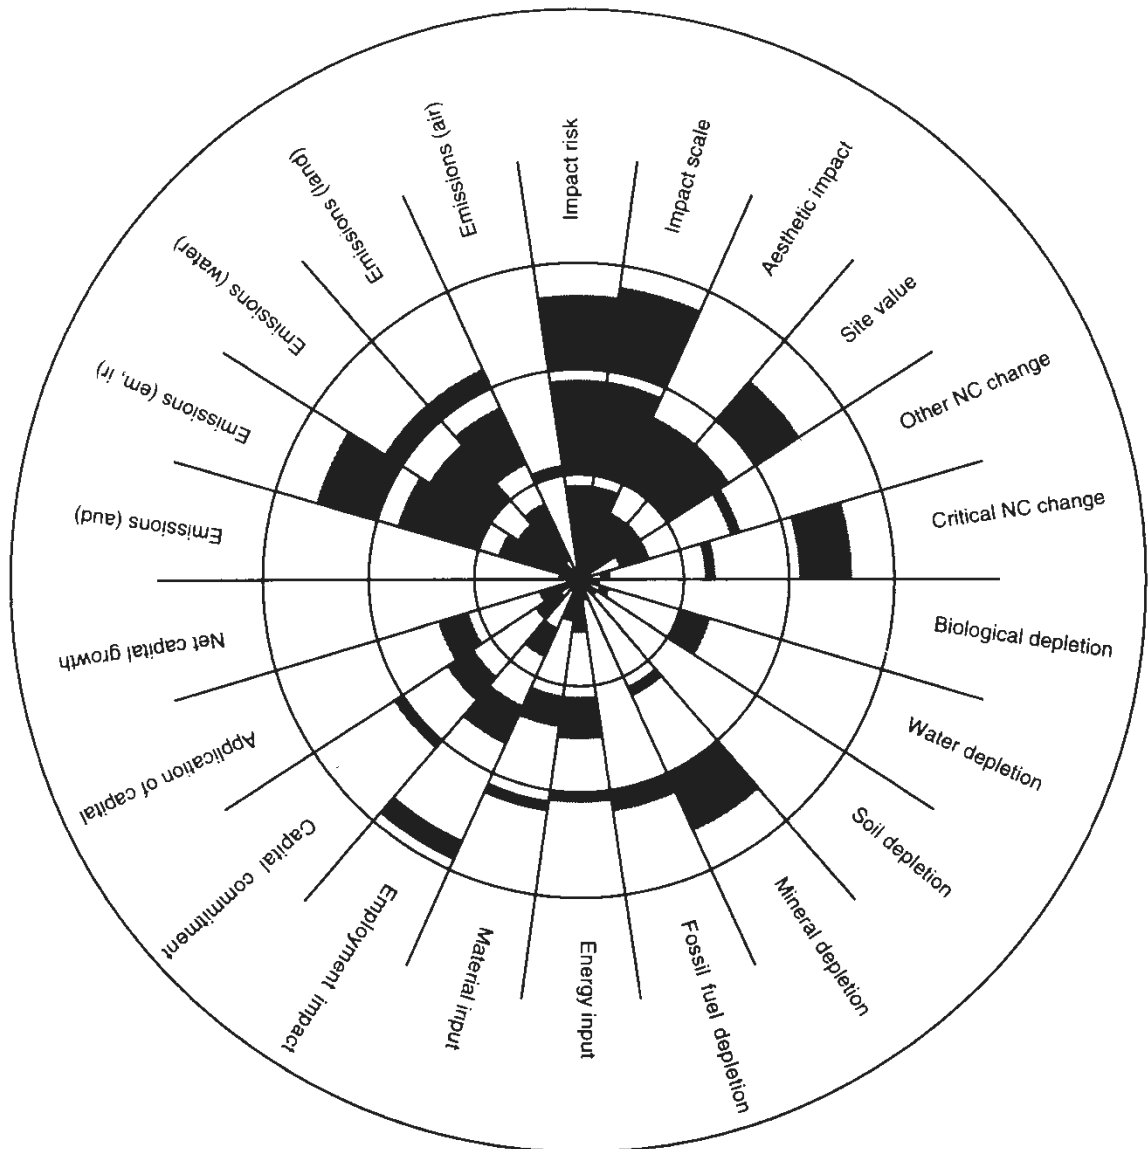 Impact risk
Impact scale
Aesthetic impact
Site value
Other NC change
Critical NC change
Biological depletion
Water depletion
Soil depletion
Mineral depletion
Fossil fuel depletion
Energy input
Material input
Employment impact
Capital commitment
Application of capital
Net capital growth
Emissions (aud)
Emissions (em, ir)
Emissions (water)
Emissions (land)
Emissions (air)